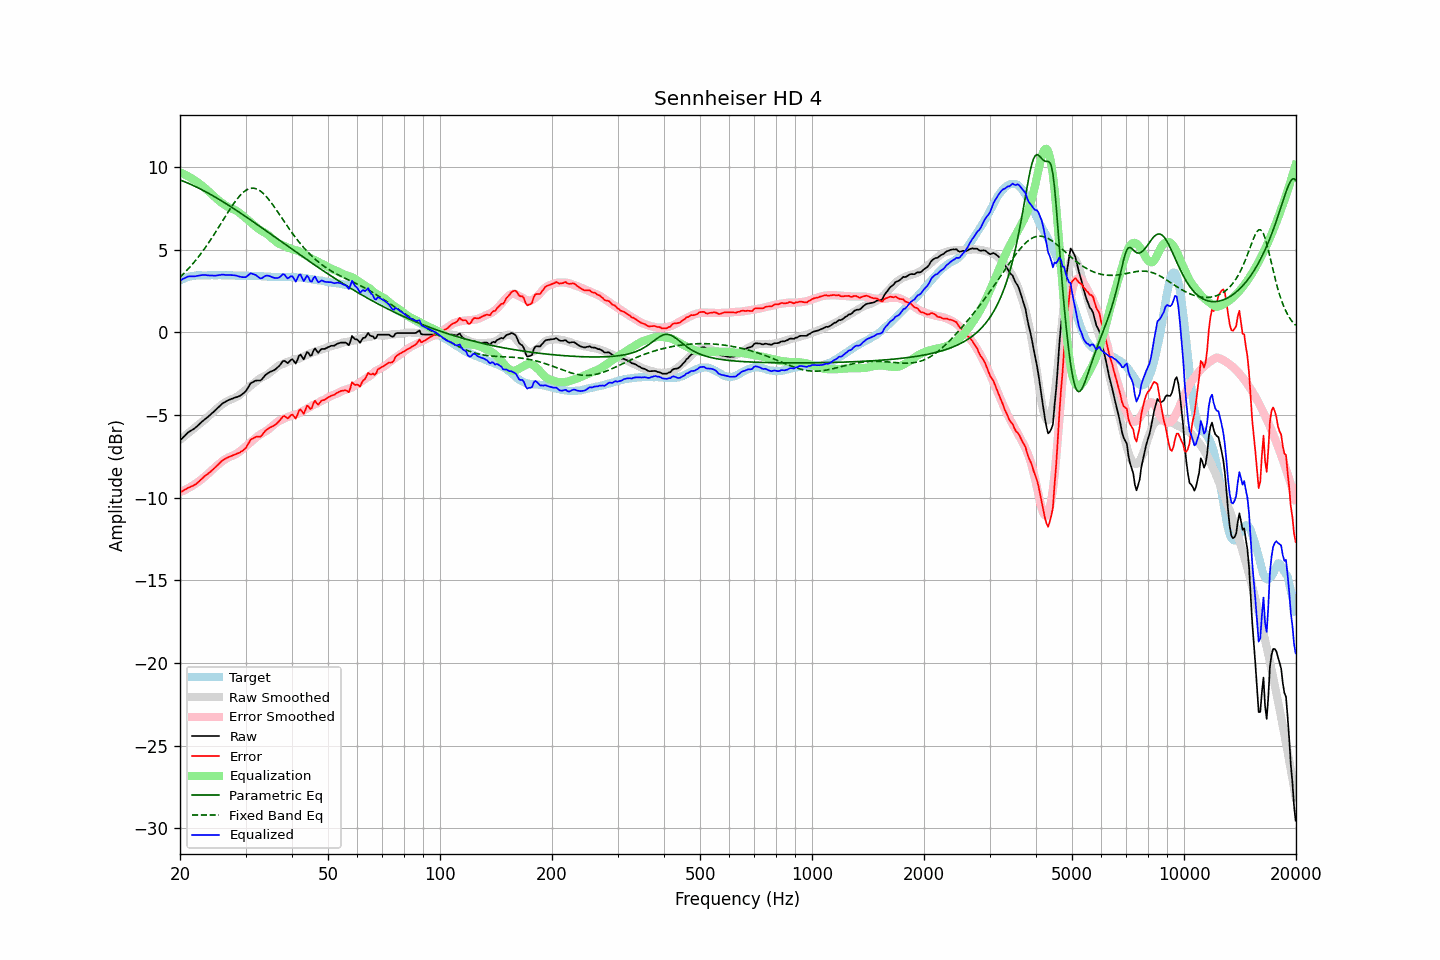 Sennheiser HD 4
Amplitude (dBr)
10
5
0
−5
−10
−15
−20
−25
−30
Target
Raw Smoothed
Error Smoothed
Raw
Error
Equalization
Parametric Eq
Fixed Band Eq
Equalized
20 50 100 200 500 1000 2000 5000 10000 20000
Frequency (Hz)